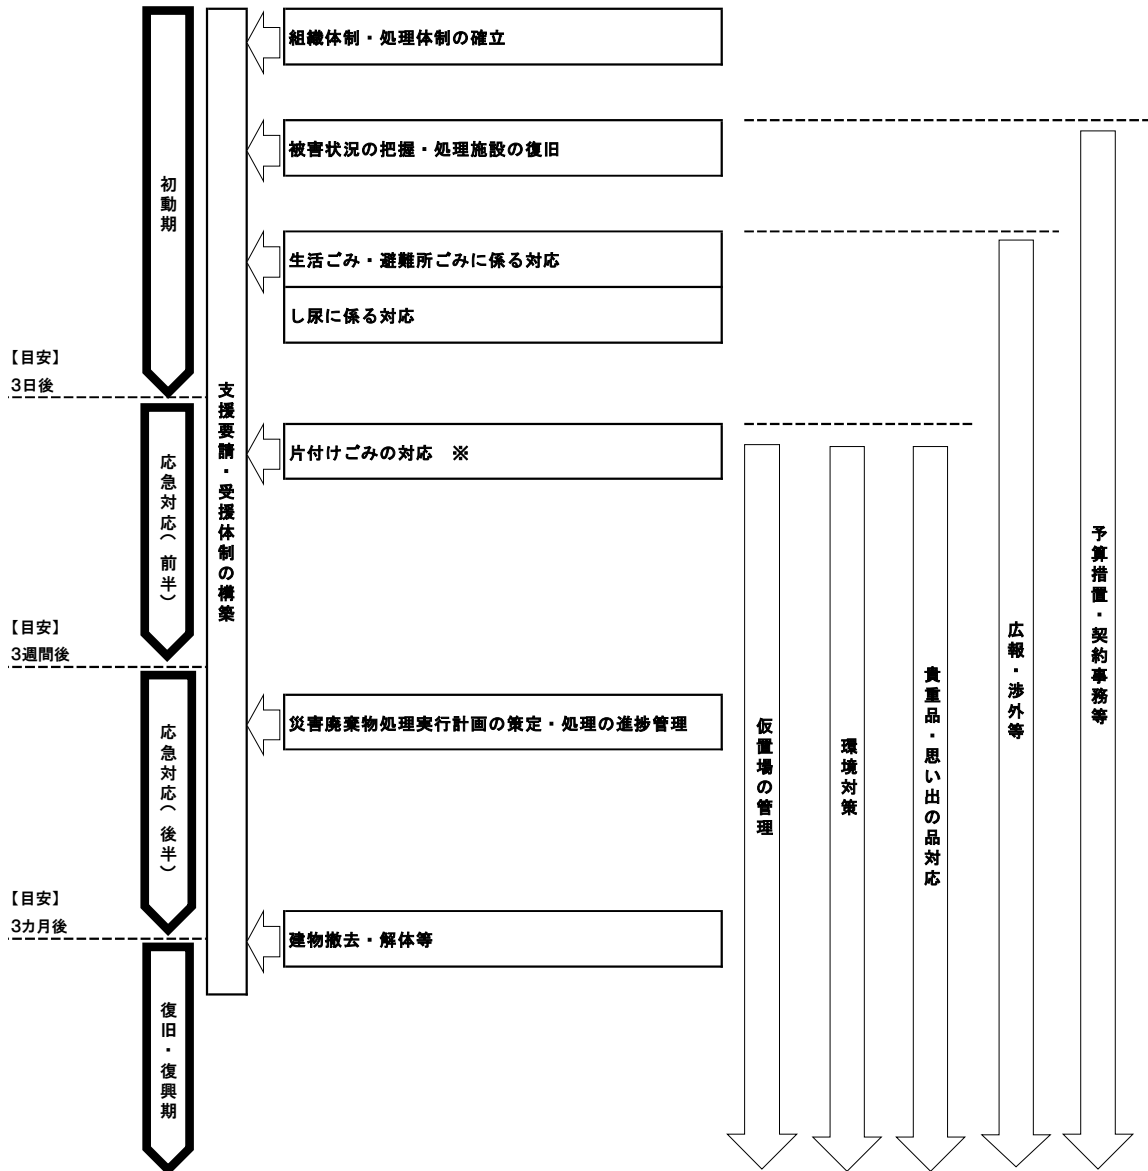 組織体制・処理体制の確立
被害状況の把握・処理施設の復旧
初動期
生活ごみ・避難所ごみに係る対応
し尿に係る対応
【目安】
3日後
支援要請・受援体制の構築
片付けごみの対応　※
応急対応（前半）
予算措置・契約事務等
【目安】
3週間後
広報・渉外等
貴重品・思い出の品対応
災害廃棄物処理実行計画の策定・処理の進捗管理
仮置場の管理
環境対策
応急対応（後半）
【目安】
3カ月後
建物撤去・解体等
復旧・復興期